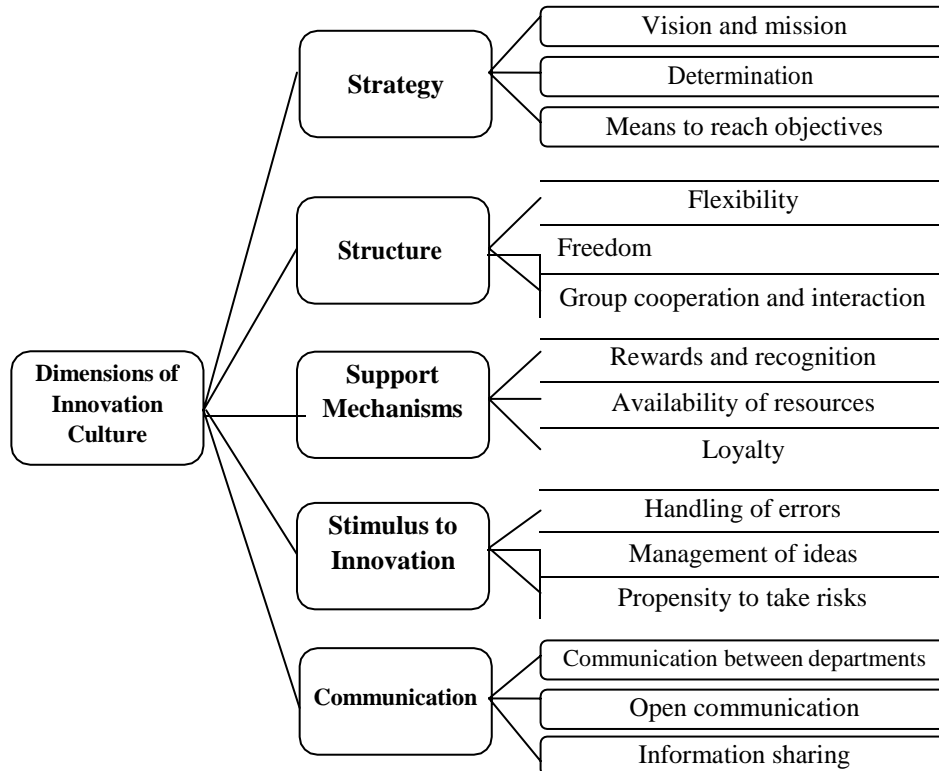 Dimensions of
Innovation
Culture
Strategy
Vision and mission
Determination
Means to reach objectives
Structure
Flexibility
Freedom
Group cooperation and interaction
Support
Mechanisms
Rewards and recognition
Availability of resources
Loyalty
Stimulus to
Innovation
Handling of errors
Management of ideas
Propensity to take risks
Communication
Communication between departments
Open communication
Information sharing